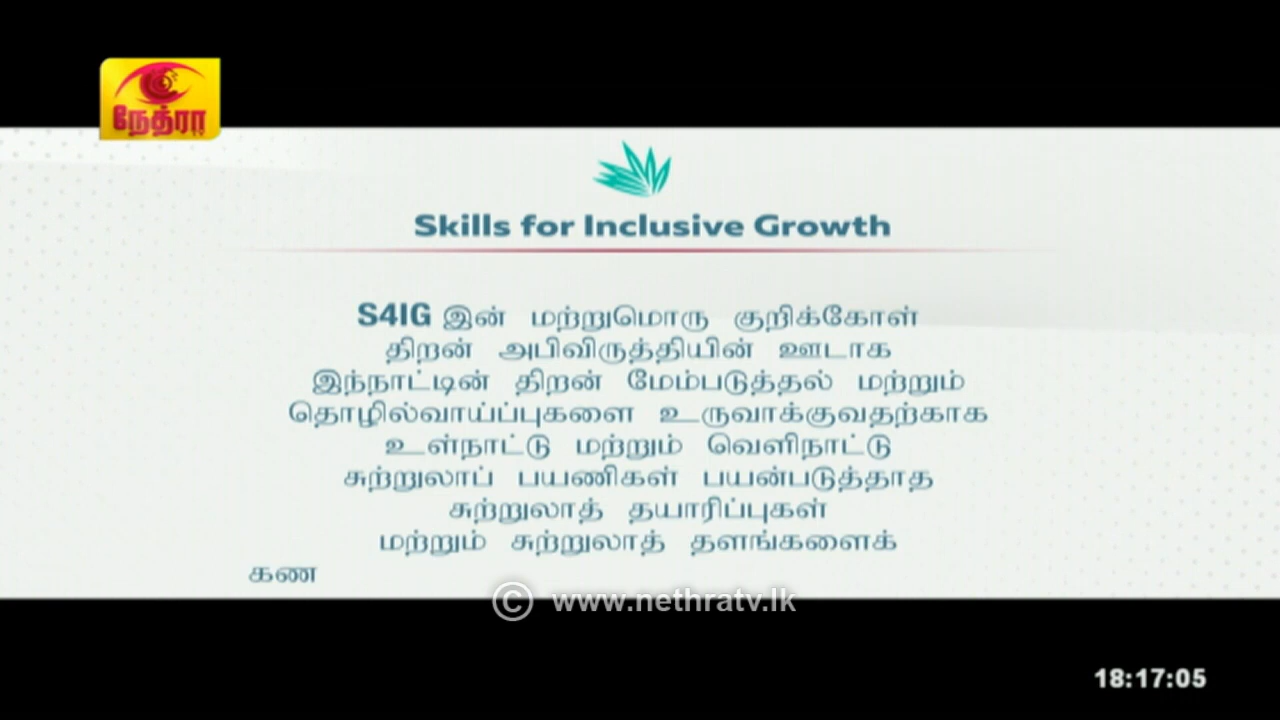 நேத்ரா
TV
Skills for Inclusive Growth
S4IG இன் மற்றுமொரு குறிக்கோள்
திறன் அபிவிருத்தியின் ஊடாக
இந்நாட்டின் திறன் மேம்படுத்தல் மற்றும்
தொழில்வாய்ப்புகளை உருவாக்குவதற்காக
உள்நாட்டு மற்றும் வெளிநாட்டு
சுற்றுலாப் பயணிகள் பயன்படுத்தாத
சுற்றுலாத் தயாரிப்புகள்
மற்றும் சுற்றுலாத் தளங்களைக்
கண
© www.nethratv.lk
18:17:05